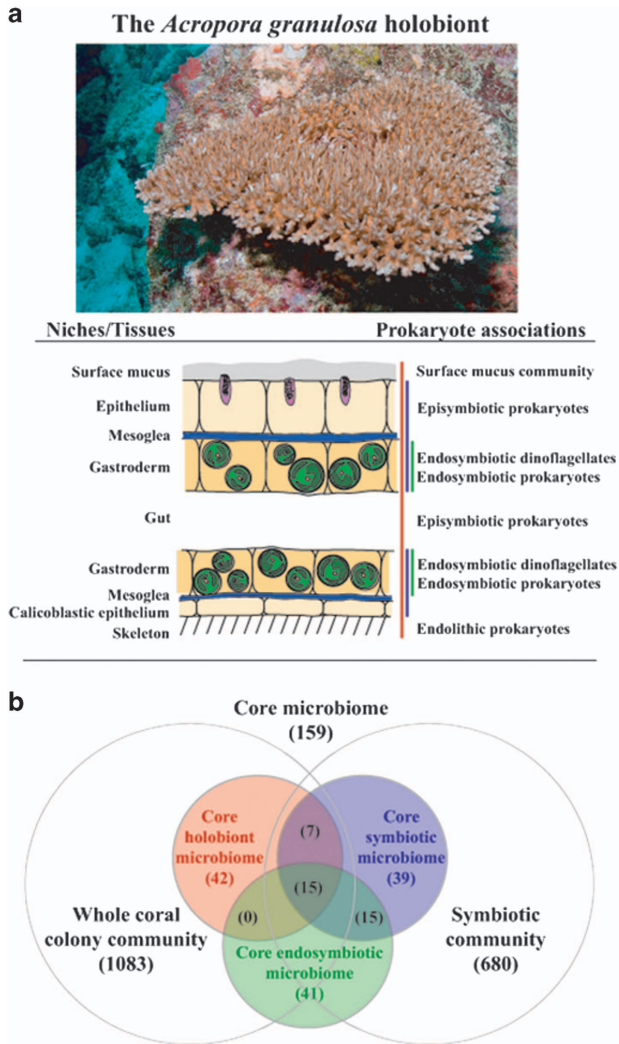 a
The Acropora granulosa holobiont
Niches/Tissues
Prokaryote associations
Surface mucus
Surface mucus community
Epithelium
Episymbiotic prokaryotes
Mesoglea
Gastroderm
Endosymbiotic dinoflagellates
Endosymbiotic prokaryotes
Gut
Episymbiotic prokaryotes
Gastroderm
Endosymbiotic dinoflagellates
Endosymbiotic prokaryotes
Mesoglea
Calicoblastic epithelium
Skeleton
Endolithic prokaryotes
b
Core microbiome
(159)
Core
holobiont
microbiome
(42)
(7)
Core
symbiotic
microbiome
(39)
(15)
(0)
(15)
Whole coral
colony community
(1083)
Symbiotic
community
(680)
Core endosymbiotic
microbiome
(41)